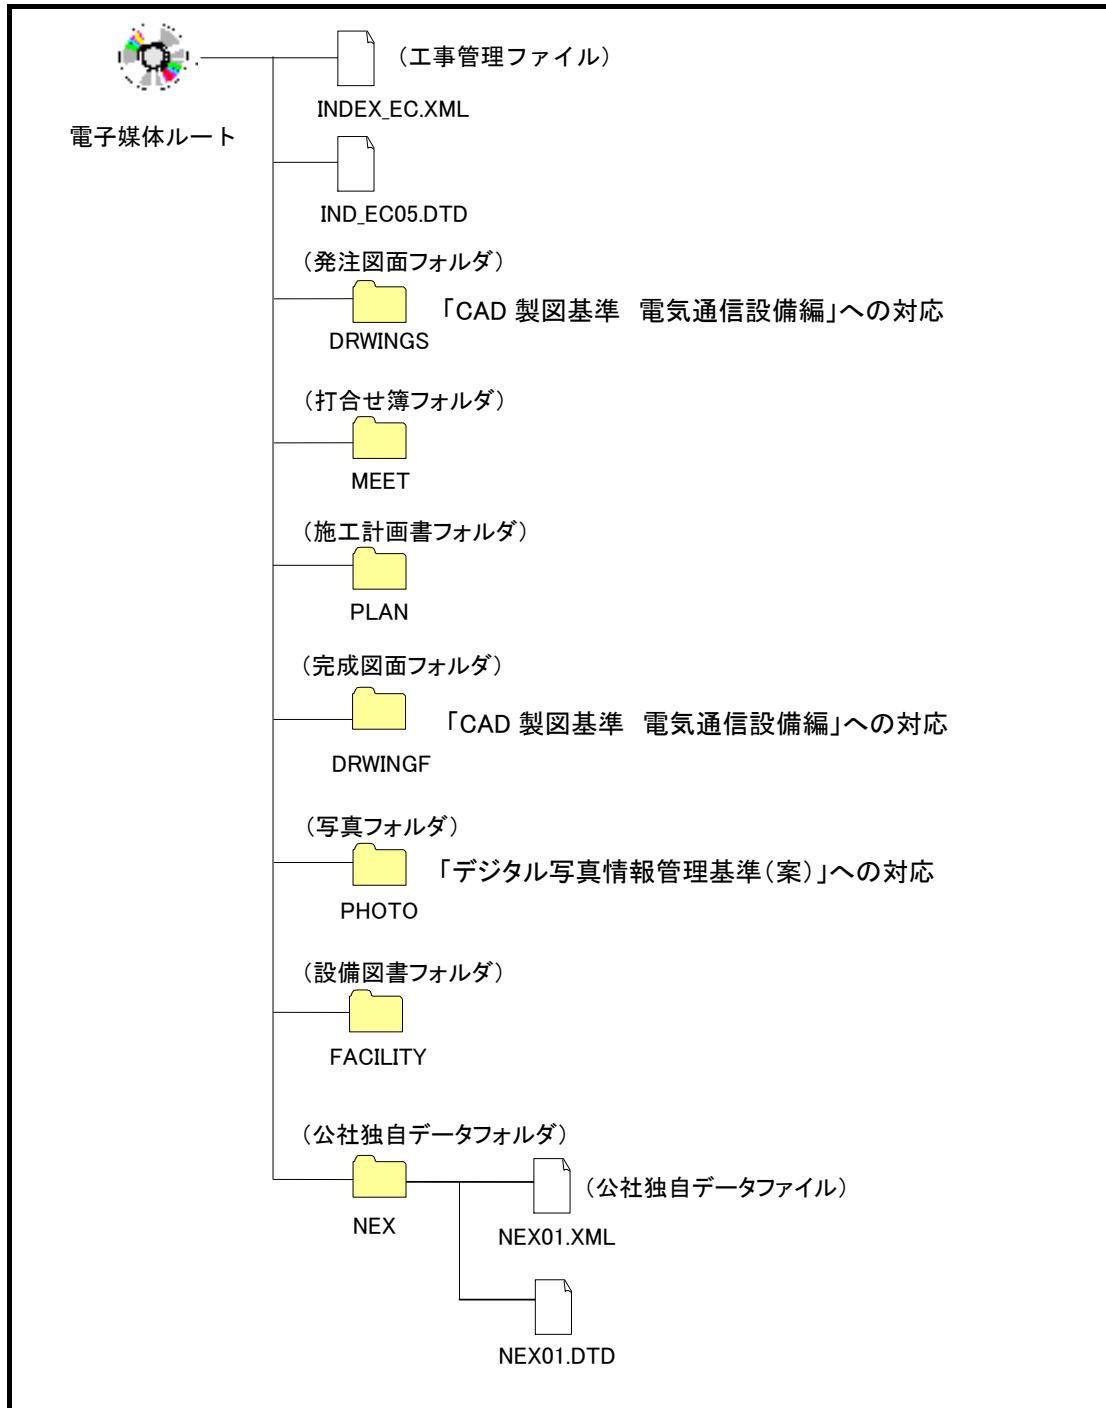 （工事管理ファイル）
INDEX_EC.XML
電子媒体ルート
IND_EC05.DTD
（発注図面フォルダ）
「CAD 製図基準　電気通信設備編」への対応
DRWINGS
（打合せ簿フォルダ）
MEET
（施工計画書フォルダ）
PLAN
（完成図面フォルダ）
「CAD 製図基準　電気通信設備編」への対応
DRWINGF
（写真フォルダ）
「デジタル写真情報管理基準（案）」への対応
PHOTO
（設備図書フォルダ）
FACILITY
（公社独自データフォルダ）
（公社独自データファイル）
NEX
NEX01.XML
NEX01.DTD